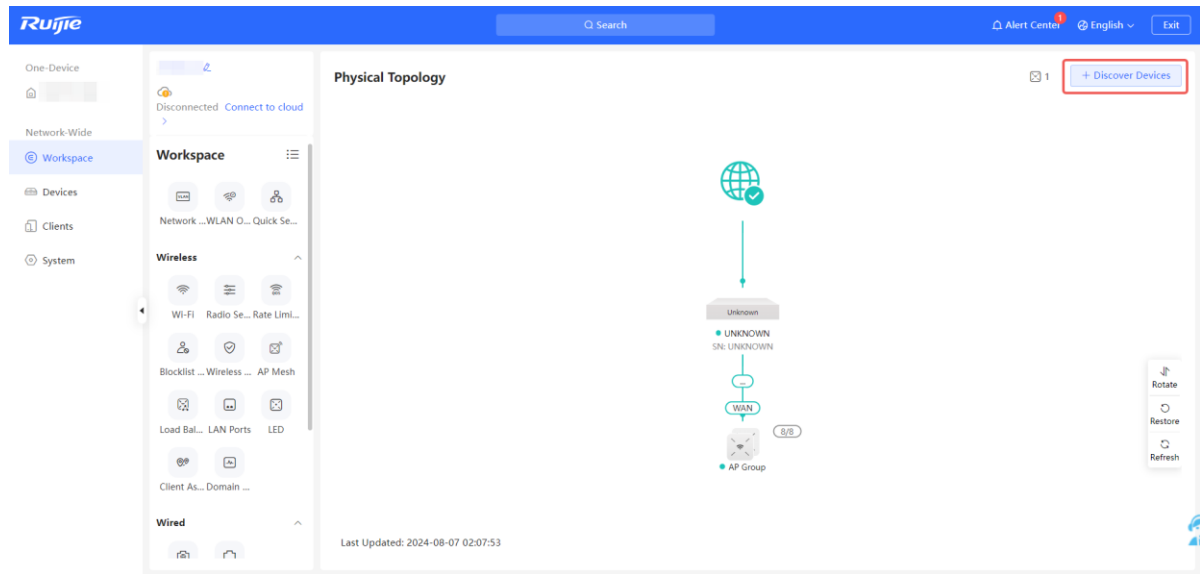 Ruijie
Search
Alert Center
1
English
Exit
One-Device
Network-Wide
Workspace
Devices
Clients
System
Disconnected Connect to cloud
>
Workspace
VLAN
Network ... WLAN O... Quick Se...
Wireless
Wi-Fi Radio Se... Rate Limi...
Blocklist ... Wireless ... AP Mesh
Load Bal... LAN Ports LED
Client As... Domain ...
Wired
Physical Topology
1
+ Discover Devices
Unknown
UNKNOWN
SN: UNKNOWN
WAN
8/8
AP Group
Rotate
Restore
Refresh
Last Updated: 2024-08-07 02:07:53